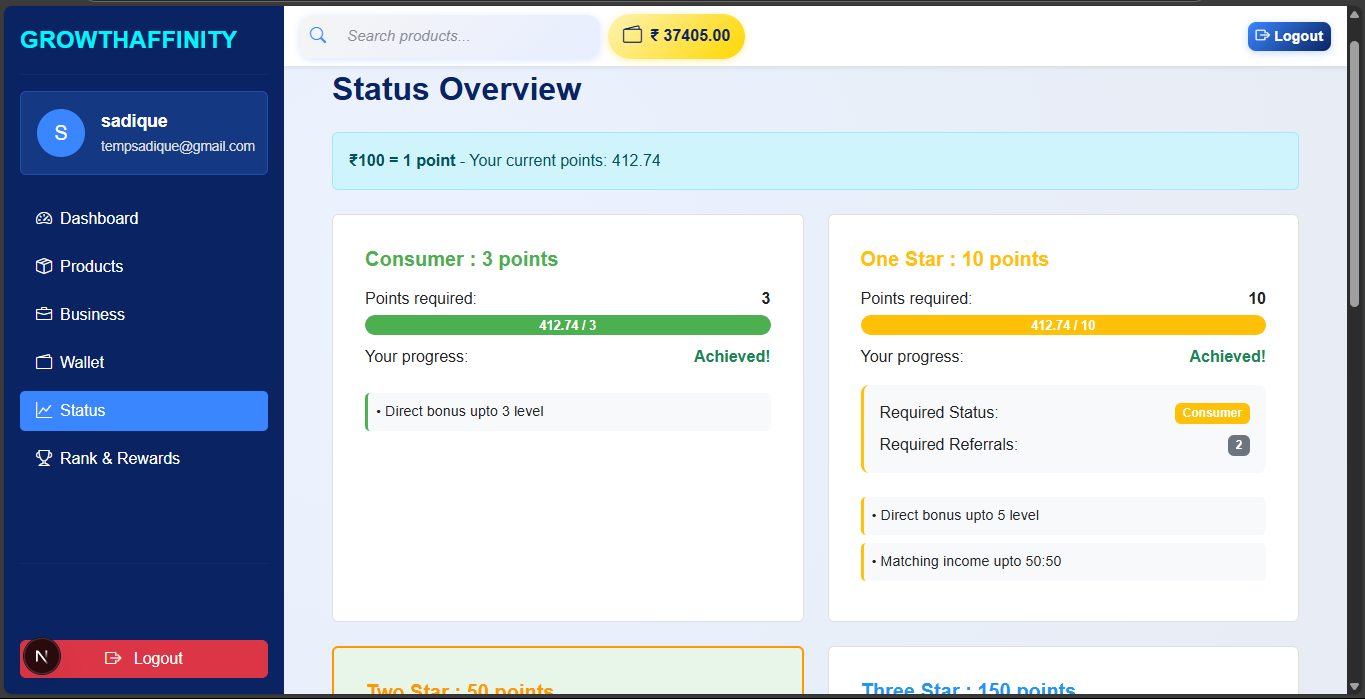 GROWTHAFFINITY
Search products...
₹ 37405.00
Logout
S
sadique
tempsadique@gmail.com
Dashboard
Products
Business
Wallet
Status
Rank & Rewards
N
Logout
Status Overview
₹100 = 1 point - Your current points: 412.74
Consumer : 3 points
Points required: 3
412.74 / 3
Your progress: Achieved!
• Direct bonus upto 3 level
One Star : 10 points
Points required: 10
412.74 / 10
Your progress: Achieved!
Required Status: Consumer
Required Referrals: 2
• Direct bonus upto 5 level
• Matching income upto 50:50
Two Star : 50 points
Three Star : 150 points